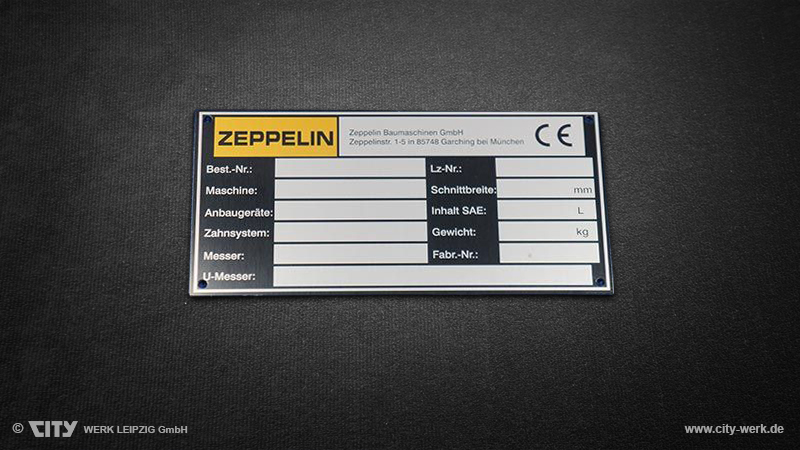 ZEPPELIN
Zeppelin Baumaschinen GmbH
Zeppelinstr. 1-5 in 85748 Garching bei München
CE
Best.-Nr.: Lz-Nr.:
Maschine: Schnittbreite: mm
Anbaugeräte: Inhalt SAE: L
Zahnsystem: Gewicht: kg
Messer: Fabr.-Nr.:
U-Messer:
© CITY WERK LEIPZIG GmbH www.city-werk.de